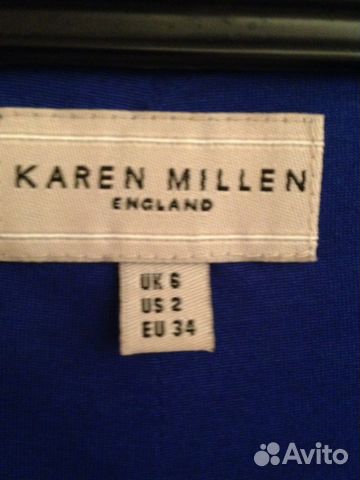 KAREN MILLEN
ENGLAND
UK 6
US 2
EU 34
Avito